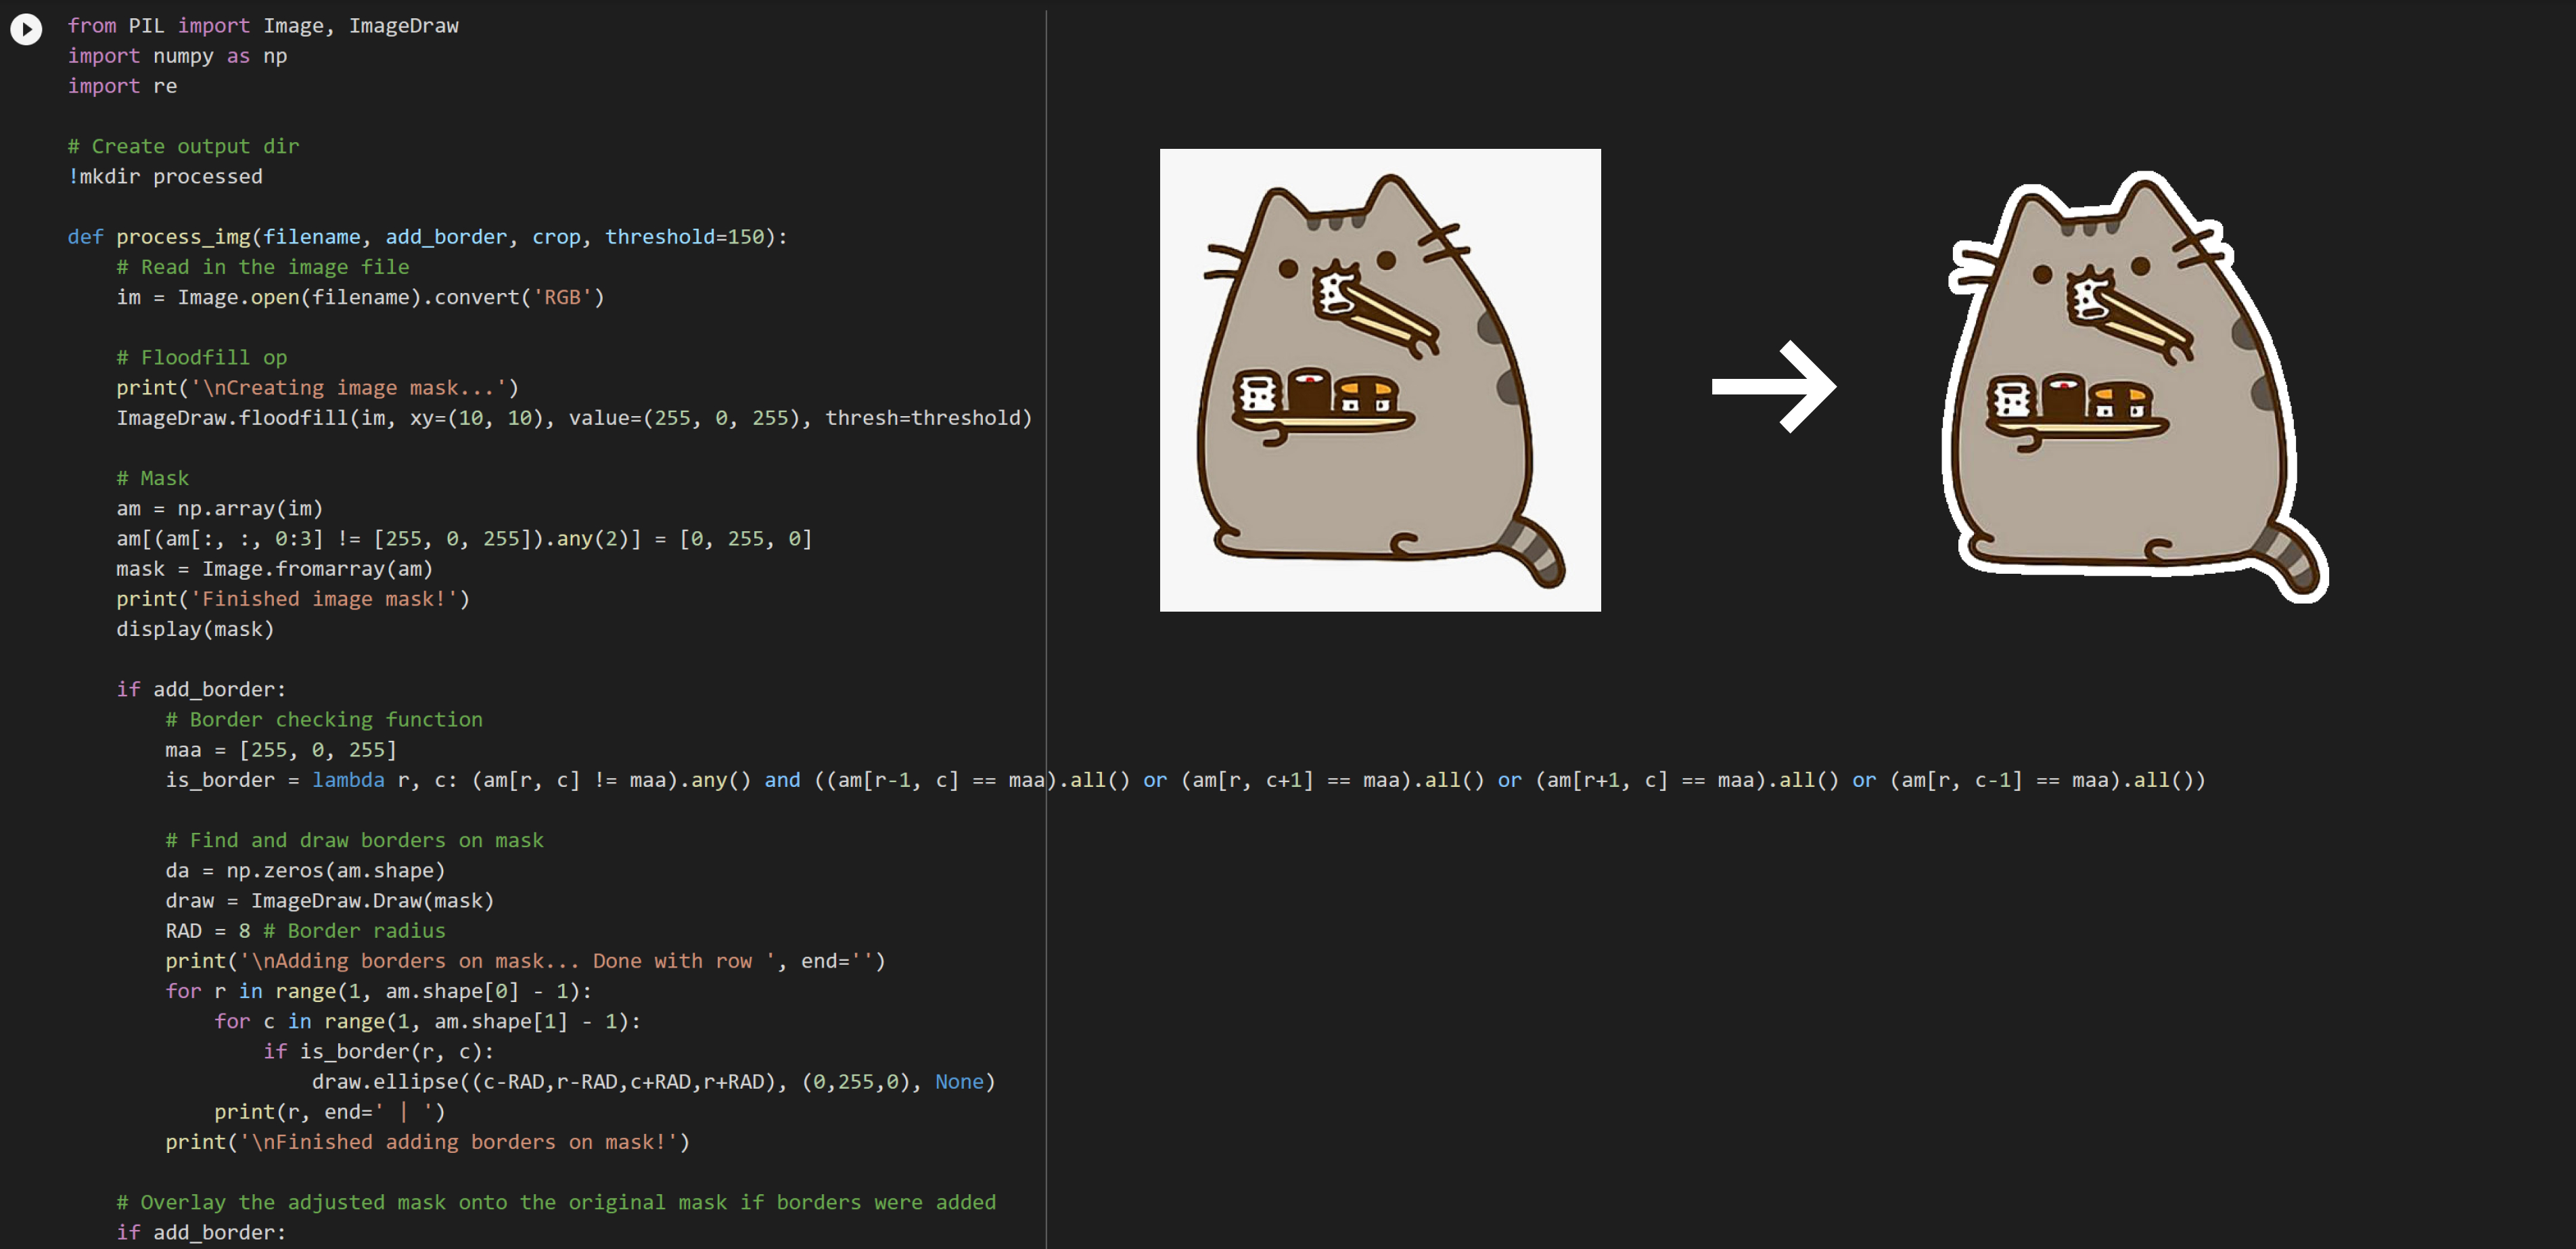 from PIL import Image, ImageDraw
import numpy as np
import re
# Create output dir
!mkdir processed
def process_img(filename, add_border, crop, threshold=150):
# Read in the image file
im = Image.open(filename).convert('RGB')
# Floodfill op
print('\nCreating image mask...')
ImageDraw.floodfill(im, xy=(10, 10), value=(255, 0, 255), thresh=threshold)
# Mask
am = np.array(im)
am[(am[:, :, 0:3] != [255, 0, 255]).any(2)] = [0, 255, 0]
mask = Image.fromarray(am)
print('Finished image mask!')
display(mask)
if add_border:
# Border checking function
maa = [255, 0, 255]
is_border = lambda r, c: (am[r, c] != maa).any() and ((am[r-1, c] == maa).all() or (am[r, c+1] == maa).all() or (am[r+1, c] == maa).all() or (am[r, c-1] == maa).all())
# Find and draw borders on mask
da = np.zeros(am.shape)
draw = ImageDraw.Draw(mask)
RAD = 8 # Border radius
print('\nAdding borders on mask... Done with row ', end='')
for r in range(1, am.shape[0] - 1):
for c in range(1, am.shape[1] - 1):
if is_border(r, c):
draw.ellipse((c-RAD,r-RAD,c+RAD,r+RAD), (0,255,0), None)
print(r, end=' | ')
print('\nFinished adding borders on mask!')
# Overlay the adjusted mask onto the original mask if borders were added
if add_border: